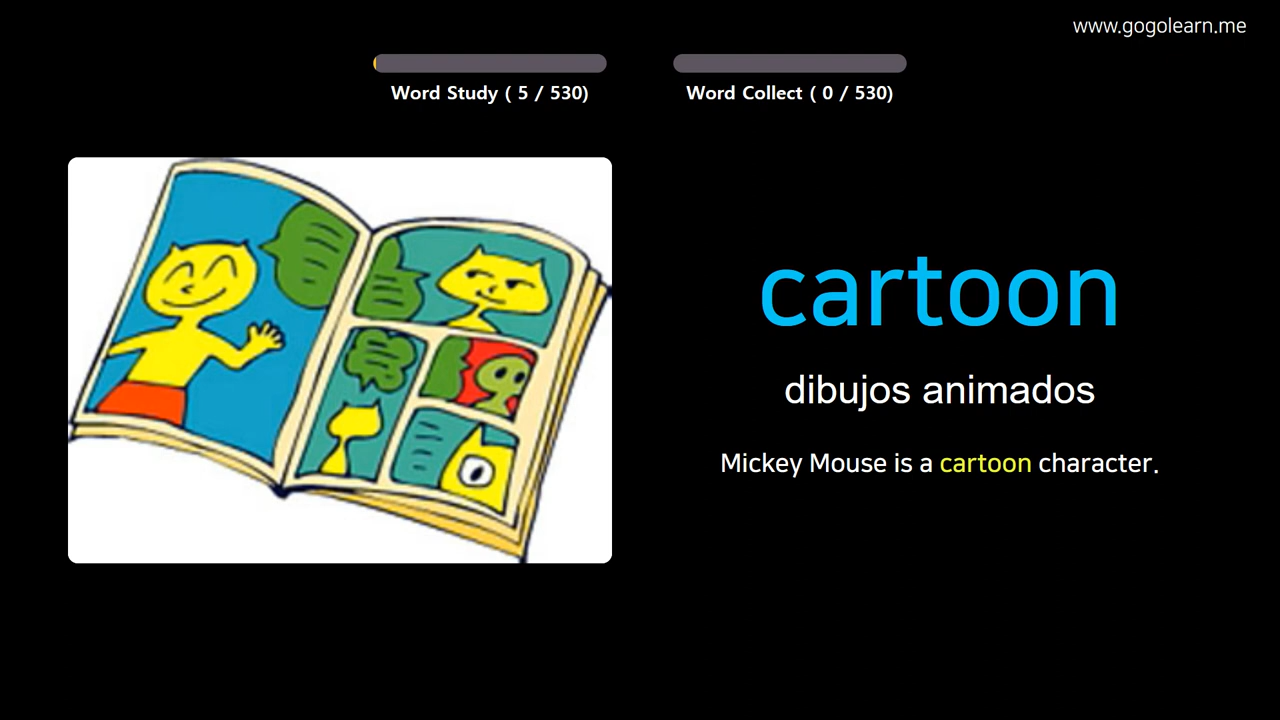 www.gogolearn.me
Word Study ( 5 / 530)
Word Collect ( 0 / 530)
cartoon
dibujos animados
Mickey Mouse is a cartoon character.